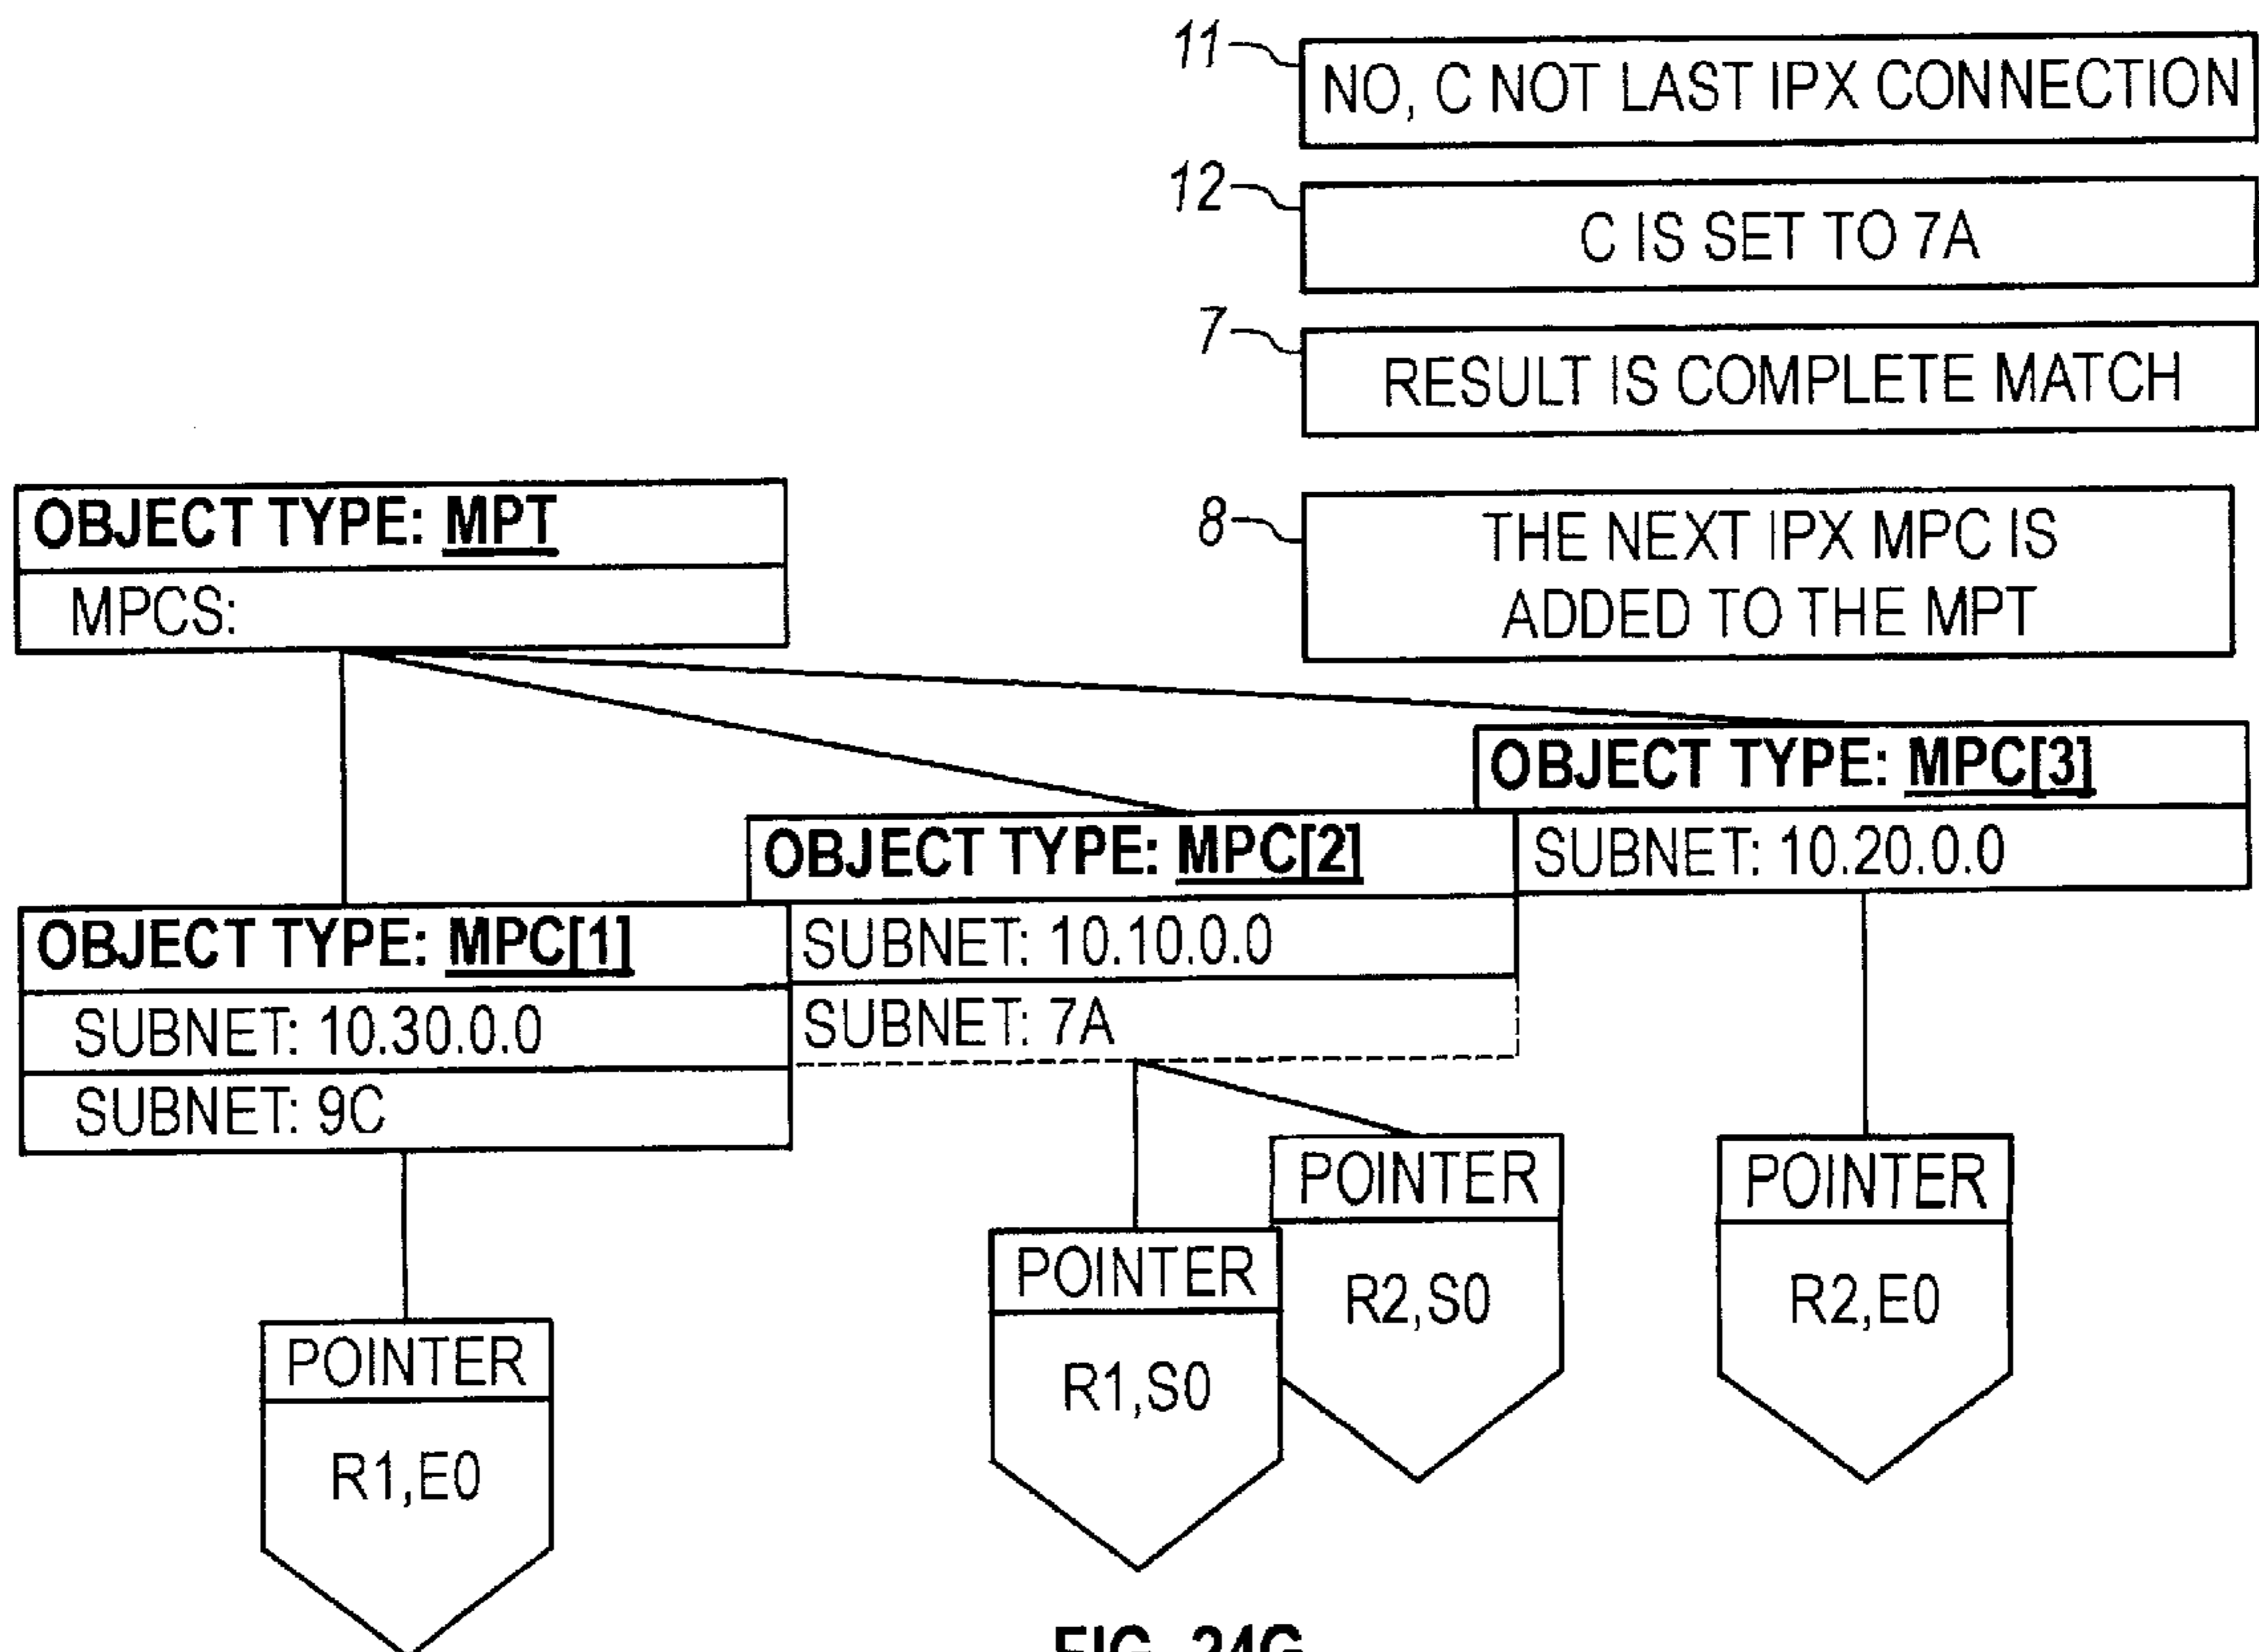 11
NO, C NOT LAST IPX CONNECTION
12
C IS SET TO 7A
7
RESULT IS COMPLETE MATCH
8
THE NEXT IPX MPC IS
ADDED TO THE MPT
OBJECT TYPE: MPT
MPCS:
OBJECT TYPE: MPC[3]
SUBNET: 10.20.0.0
OBJECT TYPE: MPC[2]
SUBNET: 10.10.0.0
SUBNET: 7A
OBJECT TYPE: MPC[1]
SUBNET: 10.30.0.0
SUBNET: 9C
POINTER
R1,E0
POINTER
R1,S0
POINTER
R2,S0
POINTER
R2,E0
FIG. 24G